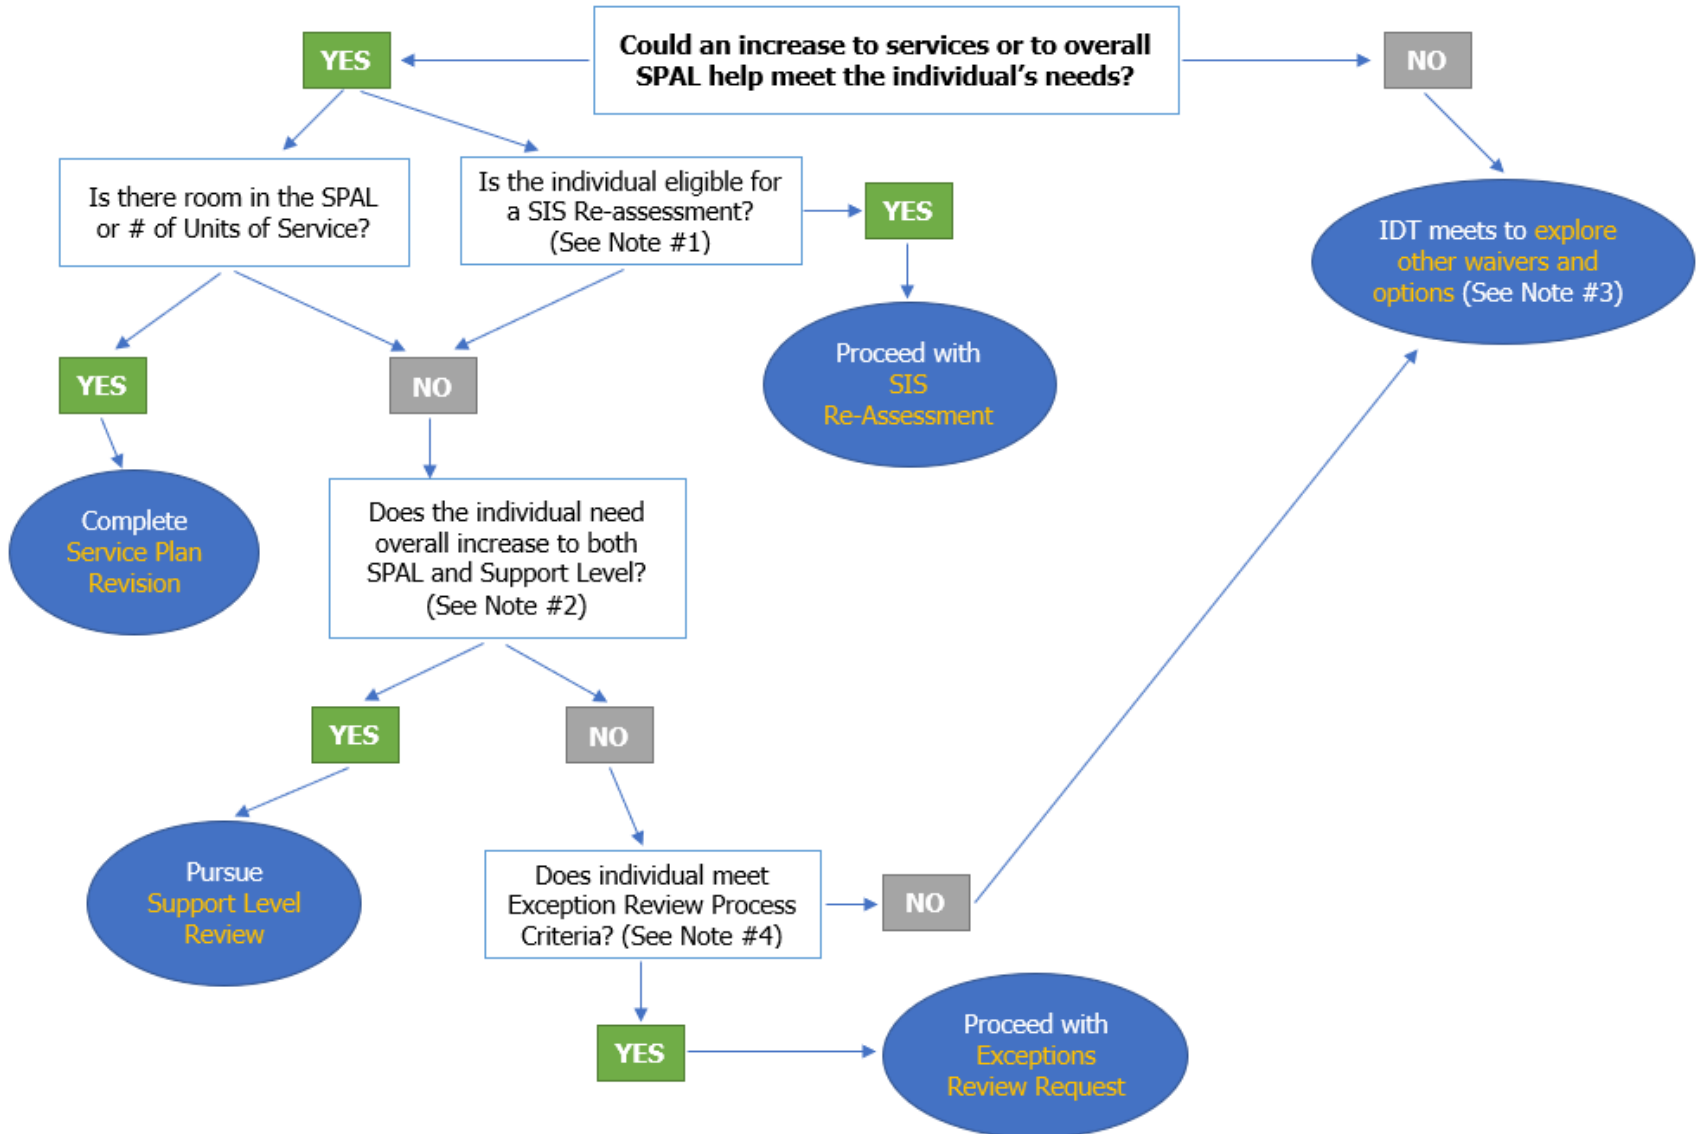 Could an increase to services or to overall
SPAL help meet the individual's needs?
YES
NO
Is there room in the SPAL
or # of Units of Service?
Is the individual eligible for
a SIS Re-assessment?
(See Note #1)
YES
IDT meets to explore
other waivers and
options (See Note #3)
YES
NO
Proceed with
SIS
Re-Assessment
Complete
Service Plan
Revision
Does the individual need
overall increase to both
SPAL and Support Level?
(See Note #2)
YES
NO
Pursue
Support Level
Review
Does individual meet
Exception Review Process
Criteria? (See Note #4)
NO
YES
Proceed with
Exceptions
Review Request